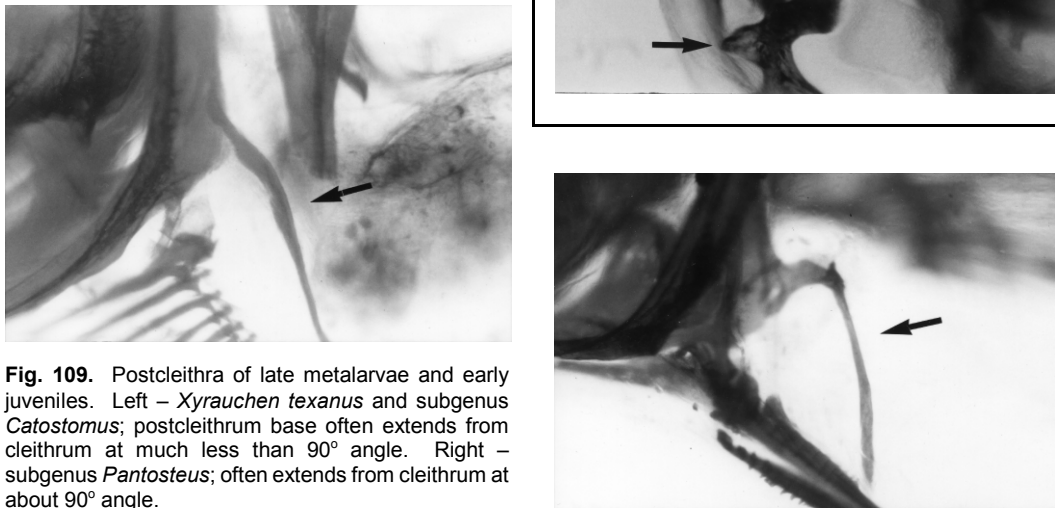 Fig. 109. Postcleithra of late metalarvae and early
juveniles. Left – Xyrauchen texanus and subgenus
Catostomus; postcleithrum base often extends from
cleithrum at much less than 90° angle. Right –
subgenus Pantosteus; often extends from cleithrum at
about 90° angle.